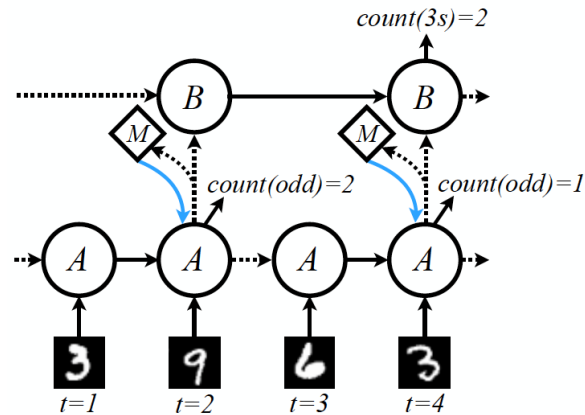 count(3s)=2
B
B
M
M
count(odd)=2
count(odd)=1
A
A
A
A
3
9
6
3
t=1
t=2
t=3
t=4